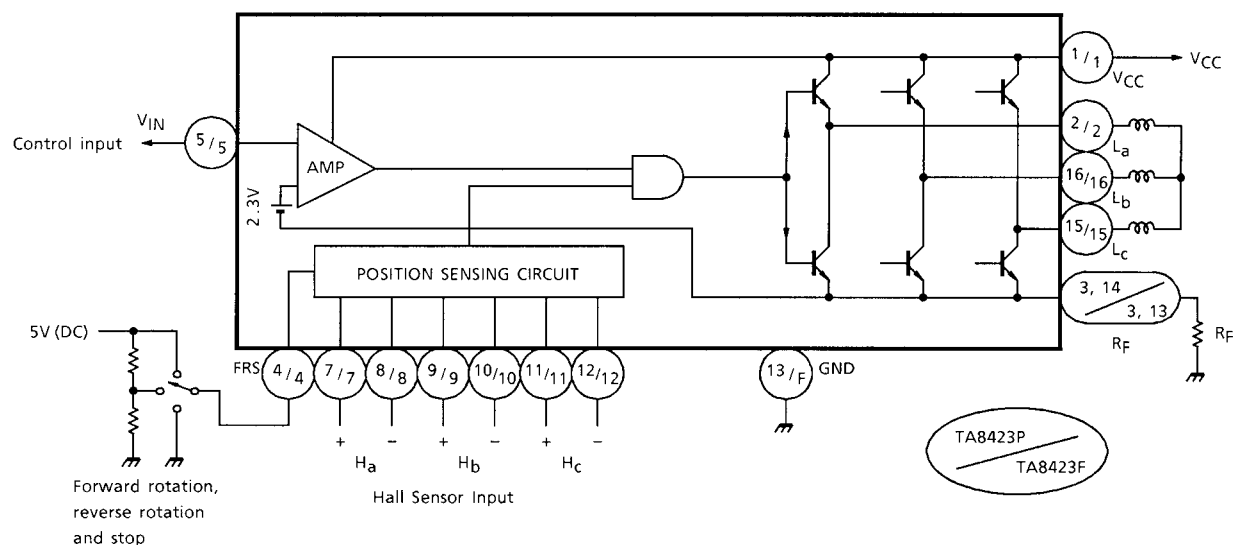 1/1
VCC
VCC
VIN
Control input
5/5
AMP
2.3V
2/2
La
16/16
Lb
15/15
Lc
POSITION SENSING CIRCUIT
3, 14
3, 13
RF
RF
5V (DC)
FRS
4/4
7/7
8/8
9/9
10/10
11/11
12/12
13/F
GND
+ − + − + −
Ha Hb Hc
Hall Sensor Input
TA8423P
TA8423F
Forward rotation,
reverse rotation
and stop